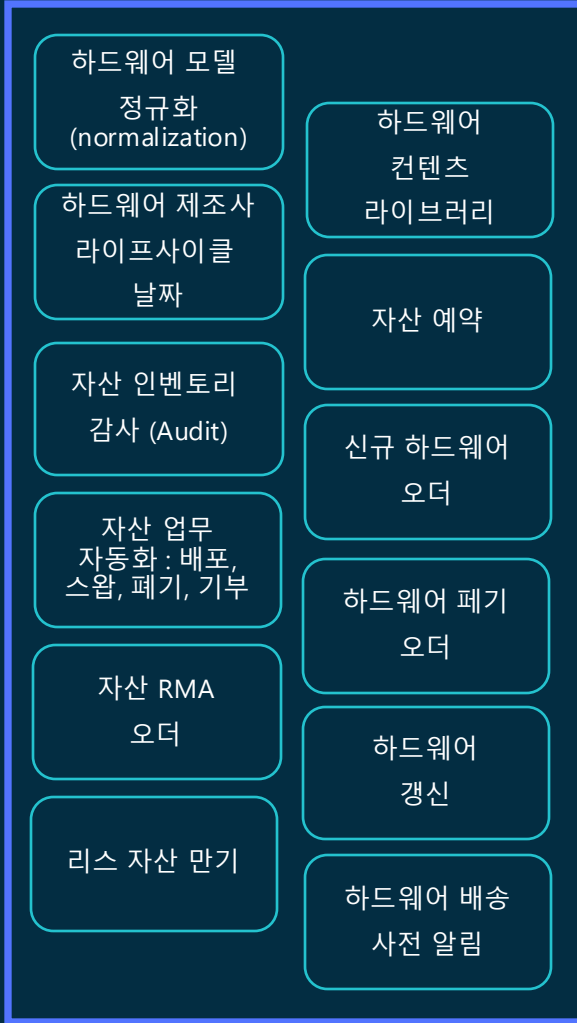 하드웨어 모델
정규화
(normalization)
하드웨어 제조사
라이프사이클
날짜
자산 인벤토리
감사 (Audit)
자산 업무
자동화 : 배포,
스왑, 폐기, 기부
자산 RMA
오더
리스 자산 만기
하드웨어
컨텐츠
라이브러리
자산 예약
신규 하드웨어
오더
하드웨어 폐기
오더
하드웨어
갱신
하드웨어 배송
사전 알림